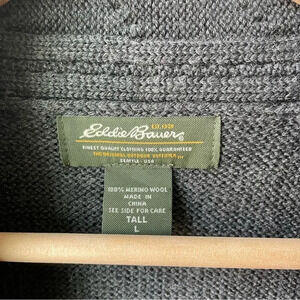 EST. 1920
Eddie Bauer
FINEST QUALITY CLOTHING 100% GUARANTEED
THE ORIGINAL OUTDOOR OUTFITTER
SEATTLE · USA
100% MERINO WOOL
MADE IN
CHINA
SEE SIDE FOR CARE
TALL
L